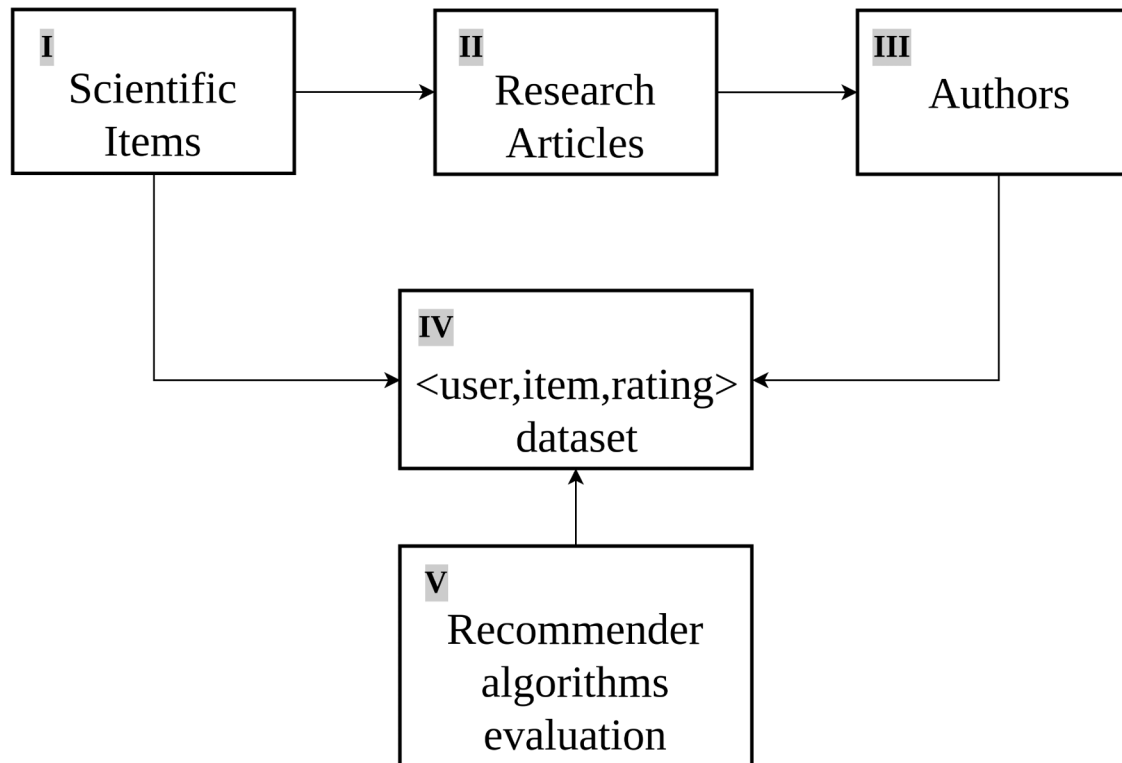 I
Scientific
Items
II
Research
Articles
III
Authors
IV
<user,item,rating>
dataset
V
Recommender
algorithms
evaluation